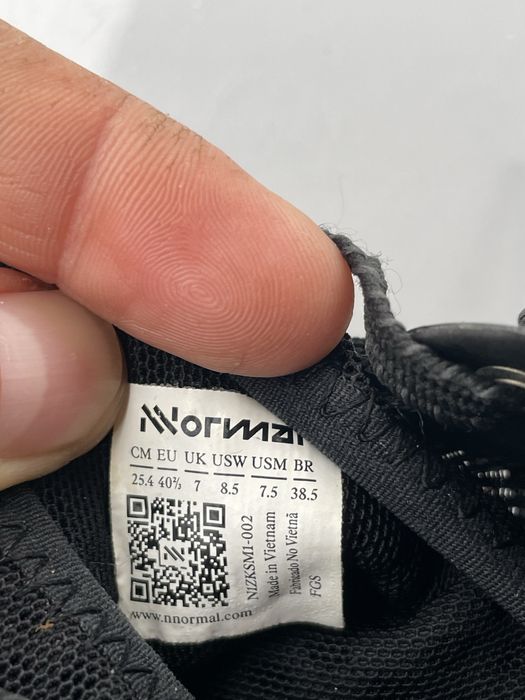 NNormal
CM EU UK USW USM BR
25.4 40⅔ 7 8.5 7.5 38.5
N1ZKSM1-002
Made in Vietnam
Fabricado No Vietnã
FGS
www.nnormal.com